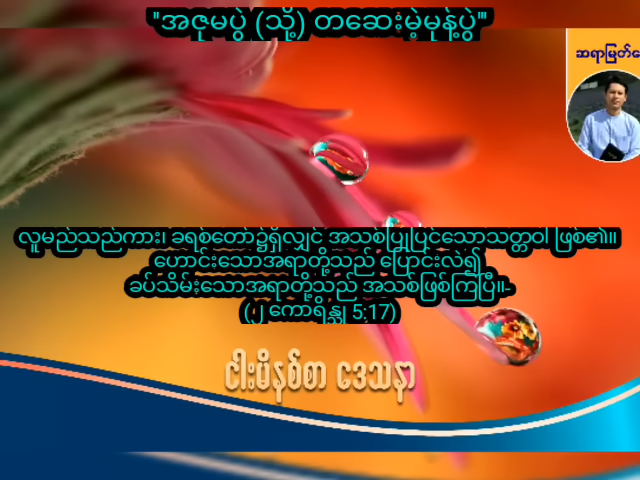 "အဇုမပွဲ (သို့) တဆေးမဲ့မုန့်ပွဲ"
ဆရာမြတ်
လူမည်သည်ကား၊ ခရစ်တော်၌ရှိလျှင် အသစ်ပြုပြင်သောသတ္တဝါ ဖြစ်၏။
ဟောင်းသောအရာတို့သည် ပြောင်းလဲ၍
ခပ်သိမ်းသောအရာတို့သည် အသစ်ဖြစ်ကြပြီ။-
(၂ ကောရိန္သု 5:17)
ငါးမိနစ်စာ ဒေသနာ